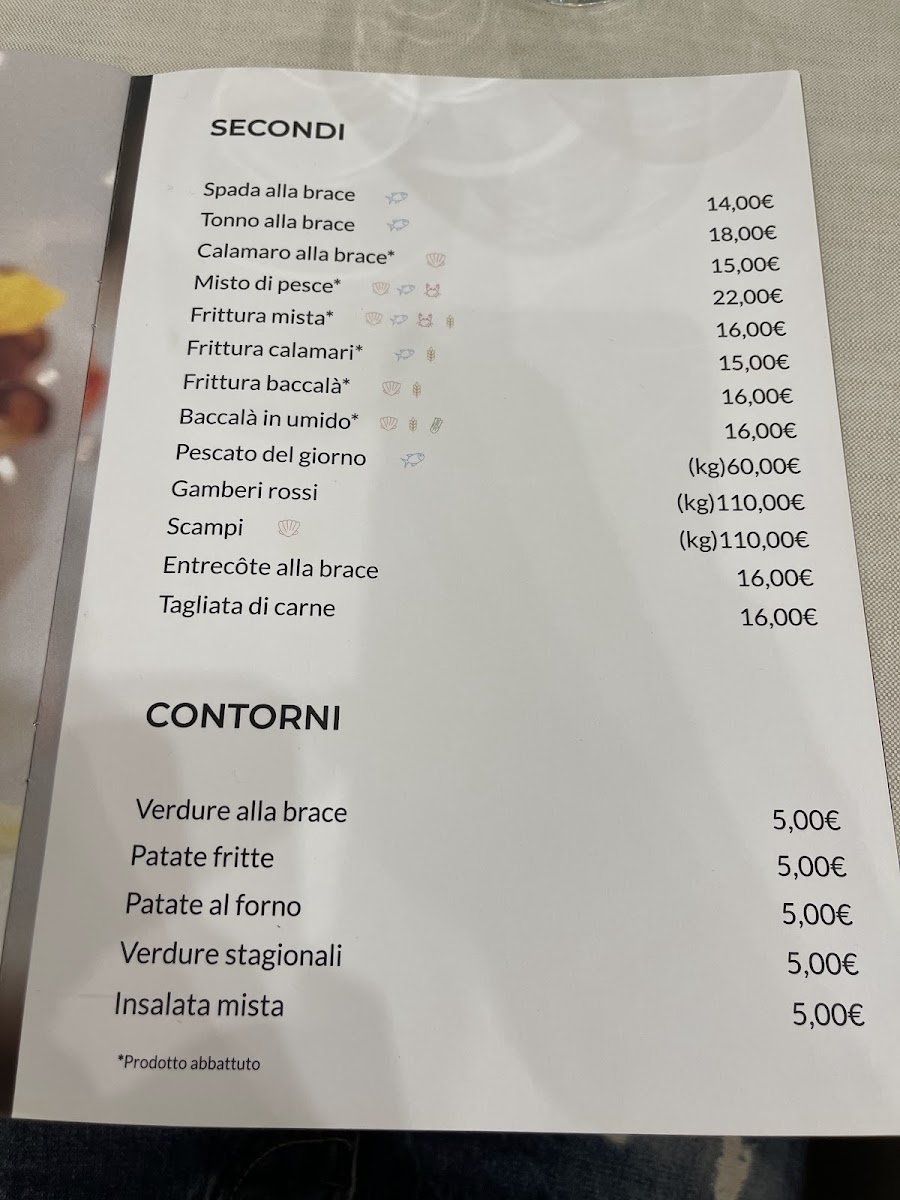 SECONDI
Spada alla brace 14,00€
Tonno alla brace 18,00€
Calamaro alla brace* 15,00€
Misto di pesce* 22,00€
Frittura mista* 16,00€
Frittura calamari* 15,00€
Frittura baccalà* 16,00€
Baccalà in umido* 16,00€
Pescato del giorno (kg)60,00€
Gamberi rossi (kg)110,00€
Scampi (kg)110,00€
Entrecôte alla brace 16,00€
Tagliata di carne 16,00€
CONTORNI
Verdure alla brace 5,00€
Patate fritte 5,00€
Patate al forno 5,00€
Verdure stagionali 5,00€
Insalata mista 5,00€
*Prodotto abbattuto